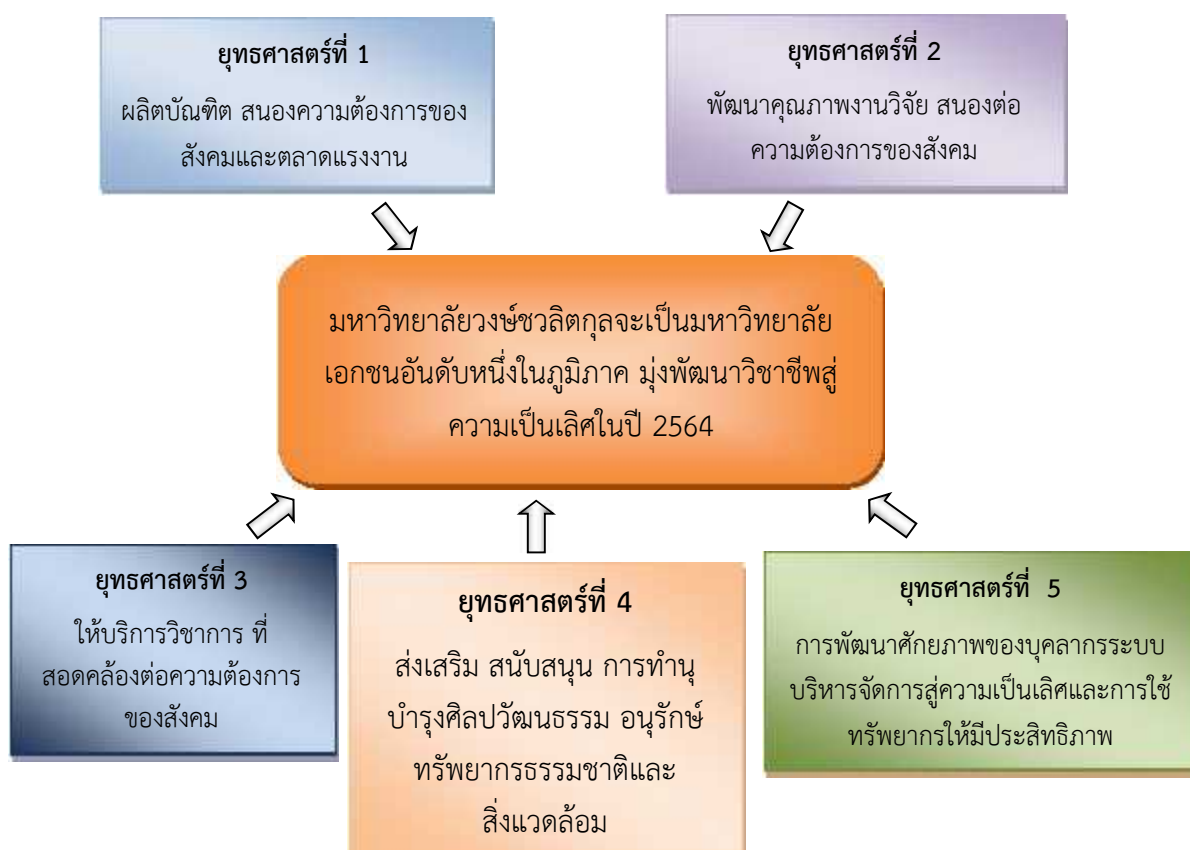 ยุทธศาสตร์ที่ 1
ผลิตบัณฑิต สนองความต้องการของ
สังคมและตลาดแรงงาน
ยุทธศาสตร์ที่ 2
พัฒนาคุณภาพงานวิจัย สนองต่อ
ความต้องการของสังคม
มหาวิทยาลัยวงษ์ชวลิตกุลจะเป็นมหาวิทยาลัย
เอกชนอันดับหนึ่งในภูมิภาค มุ่งพัฒนาวิชาชีพสู่
ความเป็นเลิศในปี 2564
ยุทธศาสตร์ที่ 3
ให้บริการวิชาการ ที่
สอดคล้องต่อความต้องการ
ของสังคม
ยุทธศาสตร์ที่ 4
ส่งเสริม สนับสนุน การทำนุ
บำรุงศิลปวัฒนธรรม อนุรักษ์
ทรัพยากรธรรมชาติและ
สิ่งแวดล้อม
ยุทธศาสตร์ที่ 5
การพัฒนาศักยภาพของบุคลากรระบบ
บริหารจัดการสู่ความเป็นเลิศและการใช้
ทรัพยากรให้มีประสิทธิภาพ